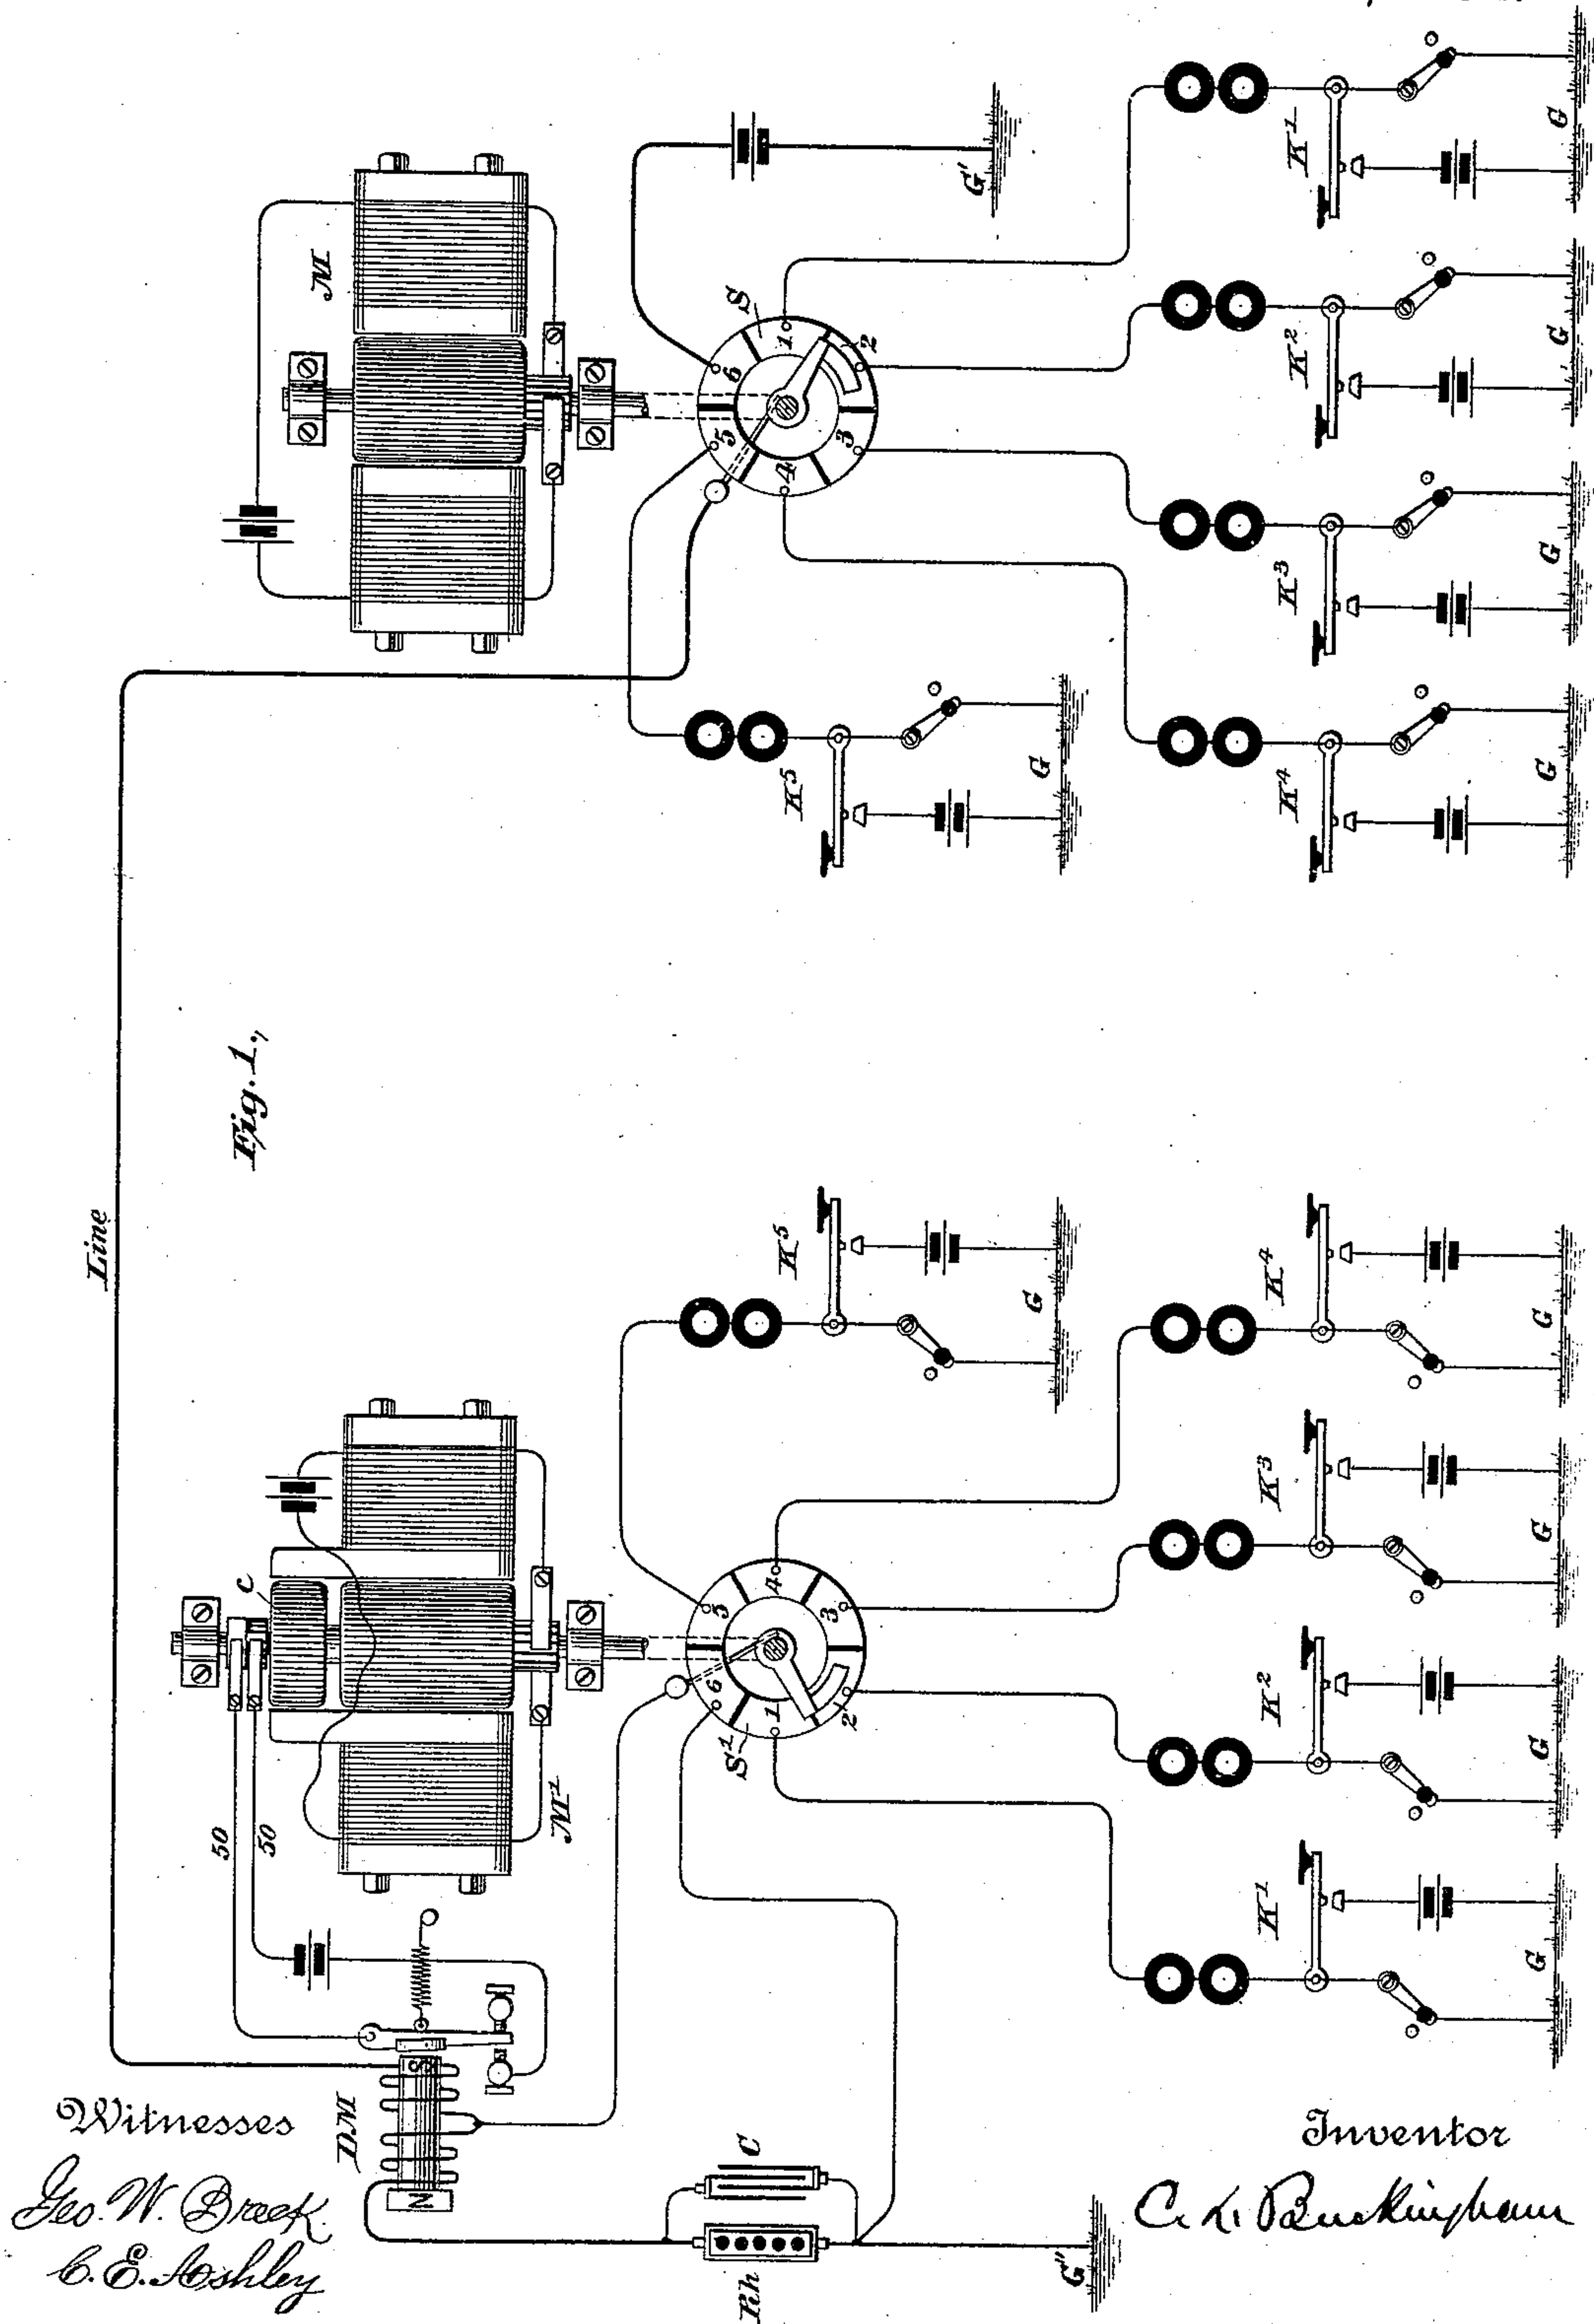 Line
Fig. 1.,
M
S
1
2
3
4
5
6
G''
K¹
G
K²
G
K³
G
K⁴
G
K⁵
G
c
M¹
50
50
S¹
1
2
3
4
5
6
K⁵
G
K⁴
G
K³
G
K²
G
K¹
G
DM
N
S
C
Rh
G''
Witnesses
Geo. W. Breck.
C. E. Ashley
Inventor
C. L. Buckingham